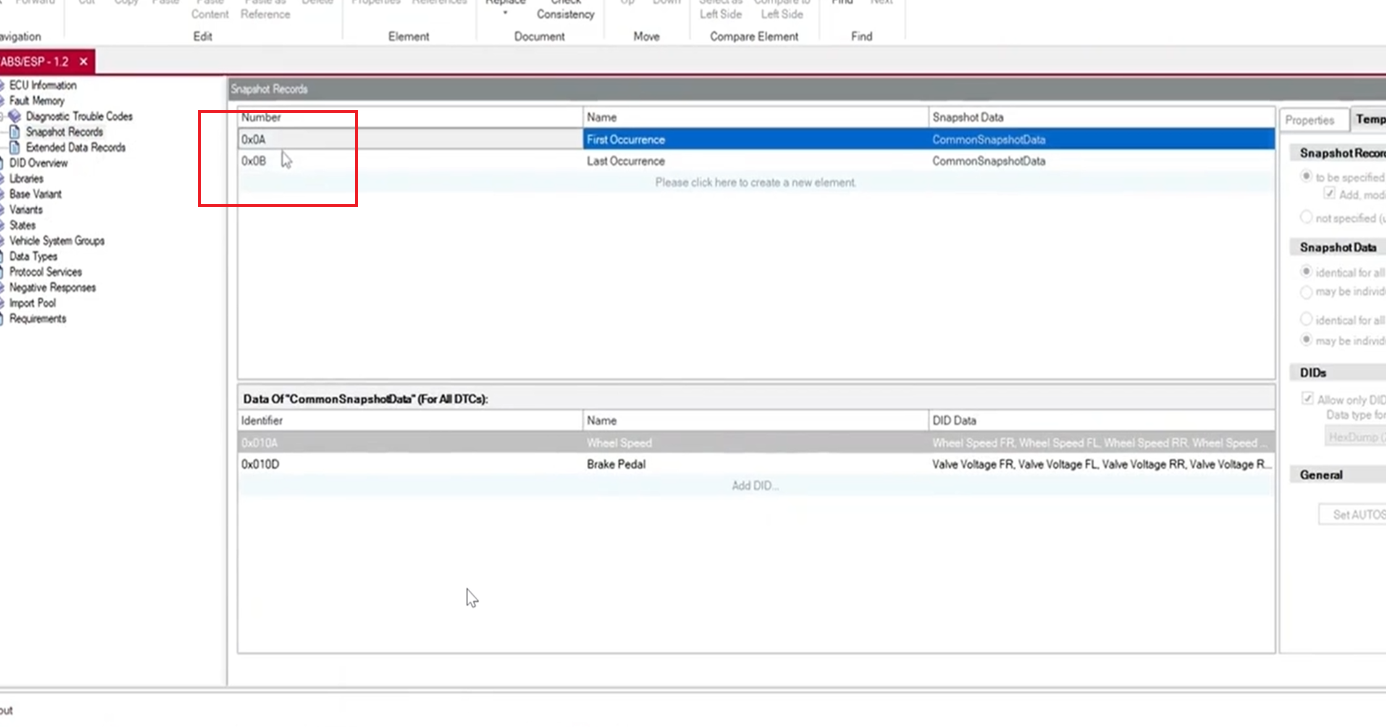 Forward Cut Copy Paste Paste Paste as Delete Properties References Replace Check Up Down Select as Compare to Find Next
Content Reference Consistency Left Side Left Side
avigation Edit Element Document Move Compare Element Find
ABS/ESP - 1.2 ×
ECU Information
Fault Memory
Diagnostic Trouble Codes
Snapshot Records
Extended Data Records
DID Overview
Libraries
Base Variant
Variants
States
Vehicle System Groups
Data Types
Protocol Services
Negative Responses
Import Pool
Requirements
Snapshot Records
Number Name Snapshot Data
0x0A First Occurrence CommonSnapshotData
0x0B Last Occurrence CommonSnapshotData
Please click here to create a new element.
Data Of "CommonSnapshotData" (For All DTCs):
Identifier Name DID Data
0x010A Wheel Speed Wheel Speed FR, Wheel Speed FL, Wheel Speed RR, Wheel Speed ...
0x010D Brake Pedal Valve Voltage FR, Valve Voltage FL, Valve Voltage RR, Valve Voltage R...
Add DID...
Properties Temp
Snapshot Recor
to be specified
Add, modi
not specified (u
Snapshot Data
identical for all
may be individ
identical for all
may be individ
DIDs
Allow only DID
Data type for
HexDump (
General
Set AUTOS
out